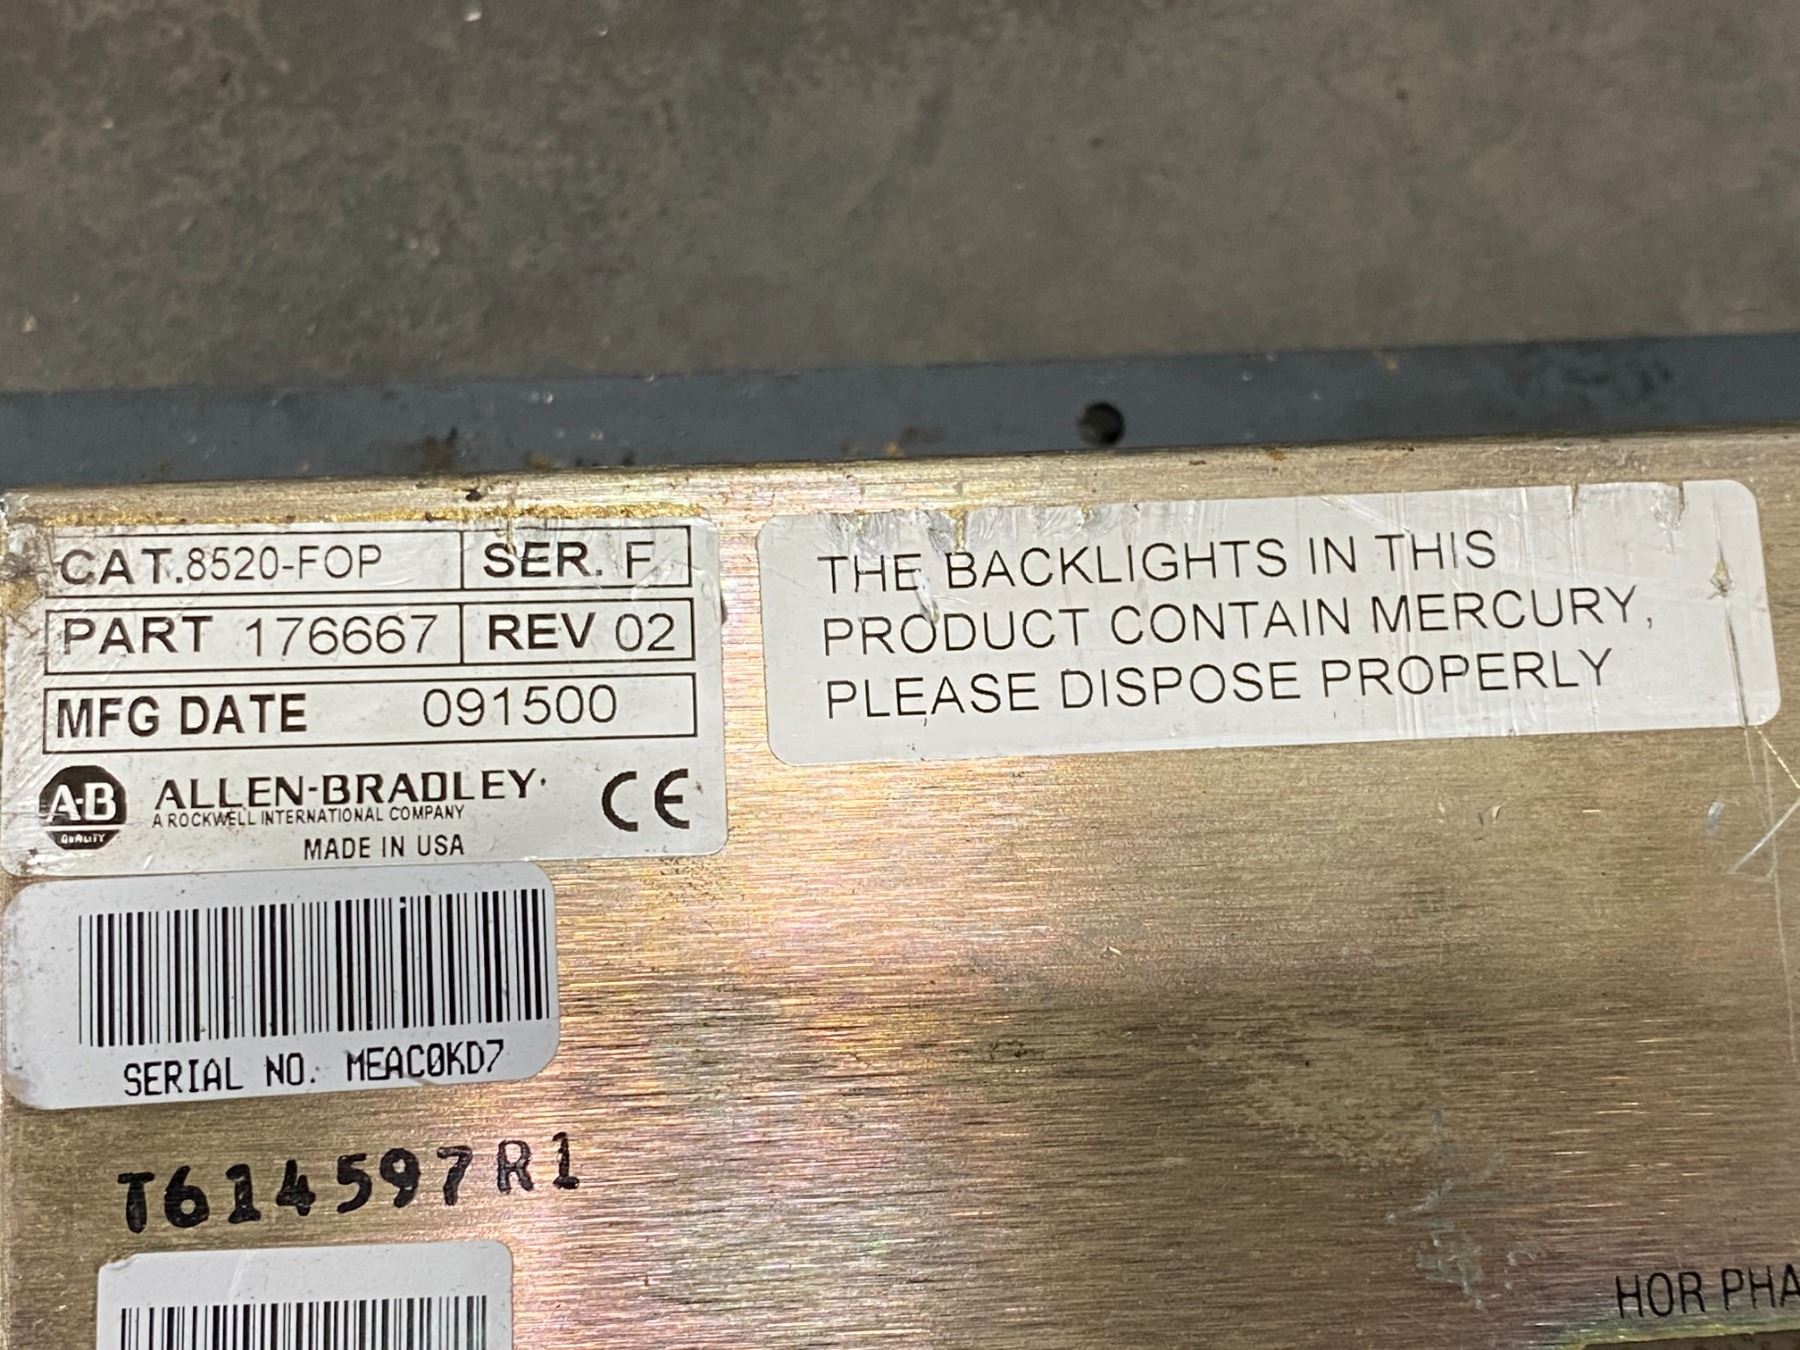 CAT.8520-FOP SER. F
PART 176667 REV 02
MFG DATE 091500
A-B
QUALITY
ALLEN-BRADLEY
A ROCKWELL INTERNATIONAL COMPANY
MADE IN USA
CE
THE BACKLIGHTS IN THIS
PRODUCT CONTAIN MERCURY,
PLEASE DISPOSE PROPERLY
SERIAL NO. MEAC0KD7
T614597R1
HOR PHA